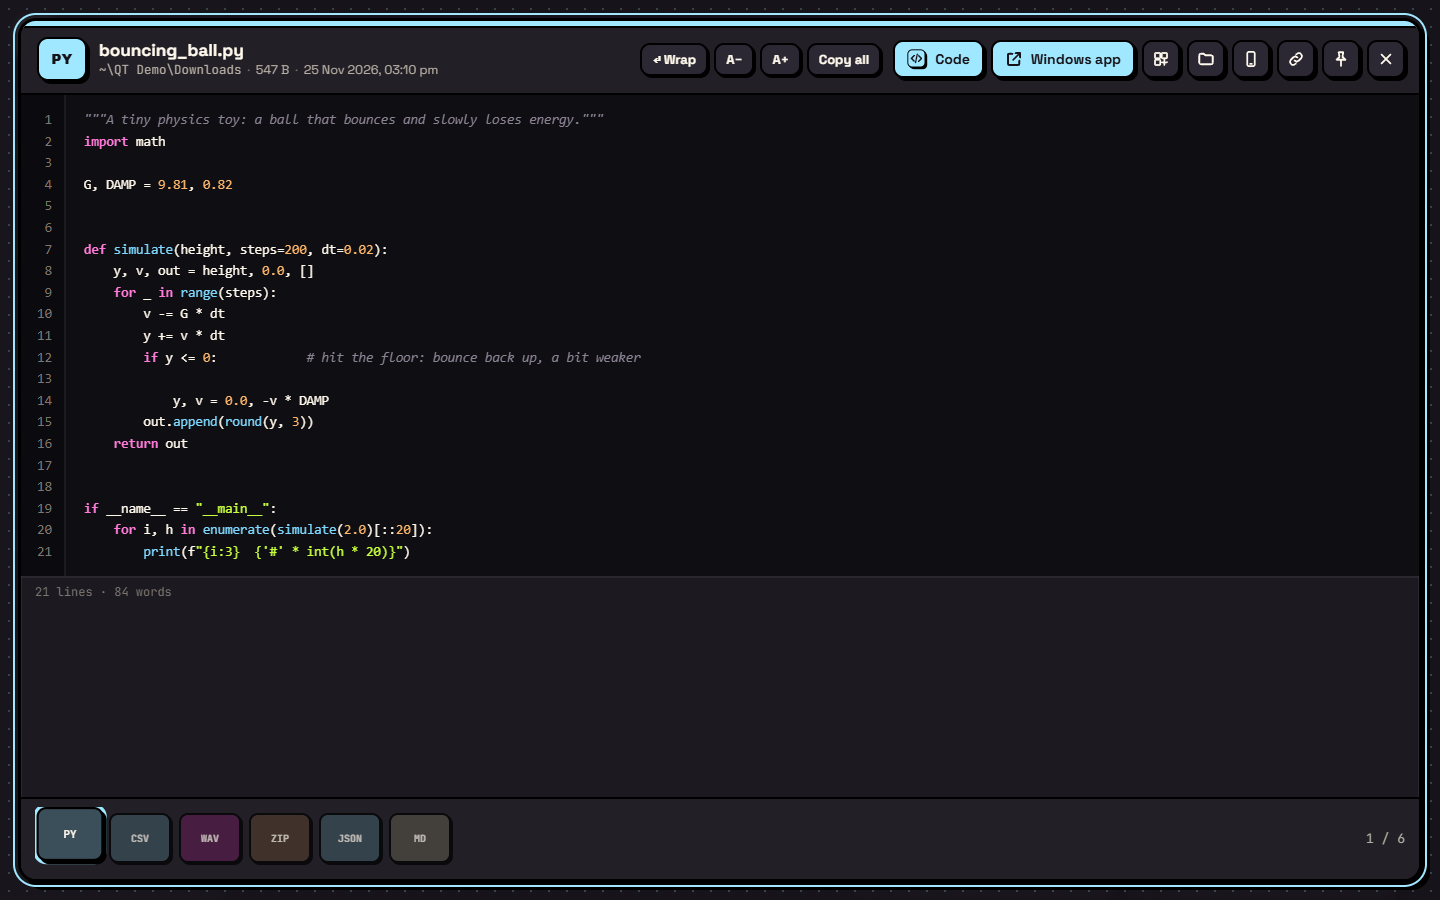 PY
bouncing_ball.py
~\QT Demo\Downloads · 547 B · 25 Nov 2026, 03:10 pm
↵ Wrap
A−
A+
Copy all
Code
Windows app
1 """A tiny physics toy: a ball that bounces and slowly loses energy."""
2 import math
3
4 G, DAMP = 9.81, 0.82
5
6
7 def simulate(height, steps=200, dt=0.02):
8     y, v, out = height, 0.0, []
9     for _ in range(steps):
10         v -= G * dt
11         y += v * dt
12         if y <= 0:            # hit the floor: bounce back up, a bit weaker
13
14             y, v = 0.0, -v * DAMP
15         out.append(round(y, 3))
16     return out
17
18
19 if __name__ == "__main__":
20     for i, h in enumerate(simulate(2.0)[::20]):
21         print(f"{i:3}  {'#' * int(h * 20)}")
21 lines · 84 words
PY
CSV
WAV
ZIP
JSON
MD
1 / 6